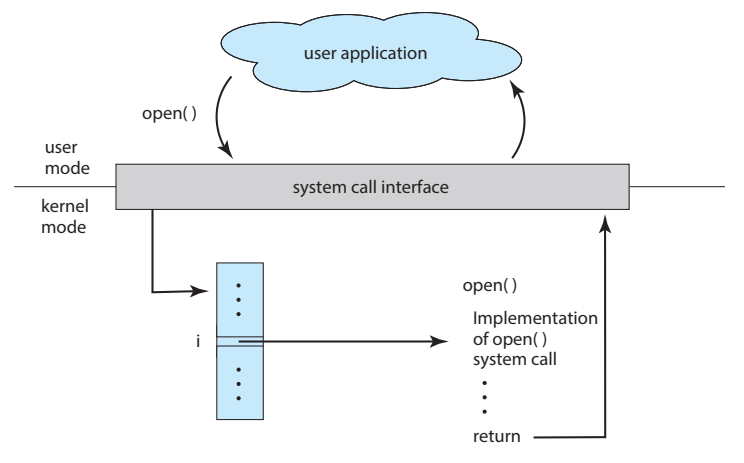 user application
open( )
user
mode
system call interface
kernel
mode
open( )
i
Implementation
of open( )
system call
return